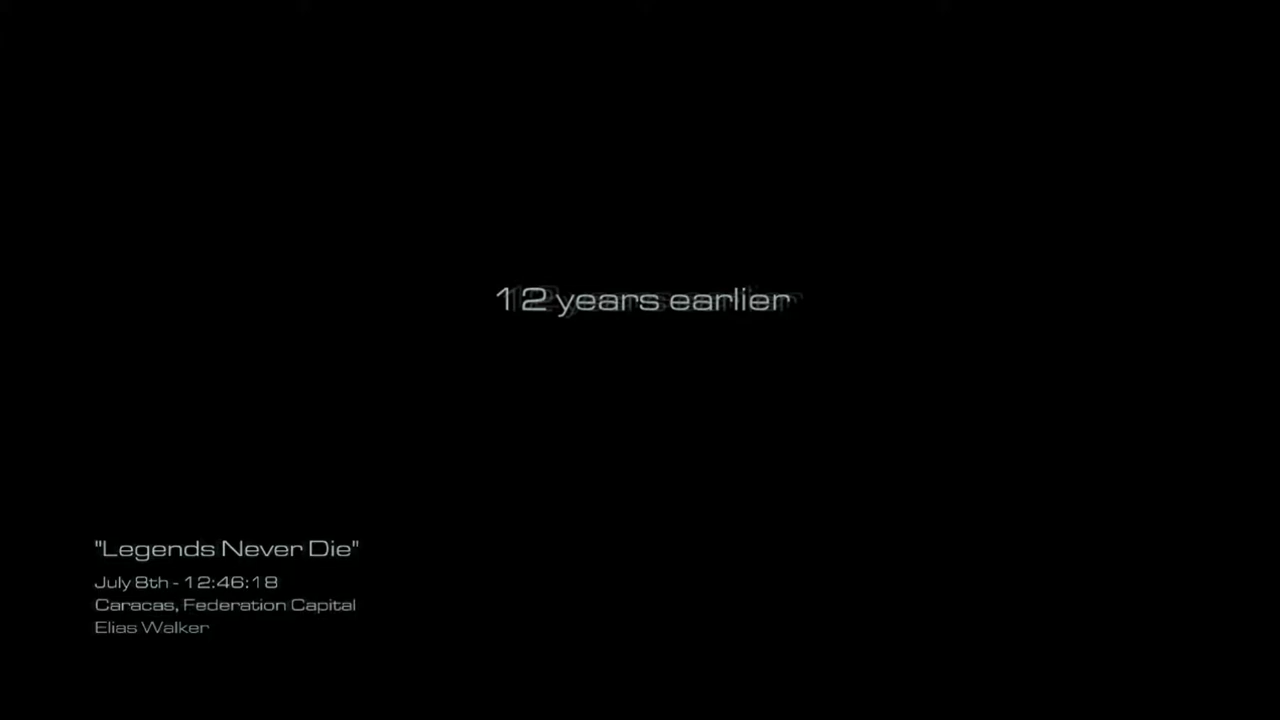 12 years earlier
"Legends Never Die"
July 8th - 12:46:18
Caracas, Federation Capital
Elias Walker